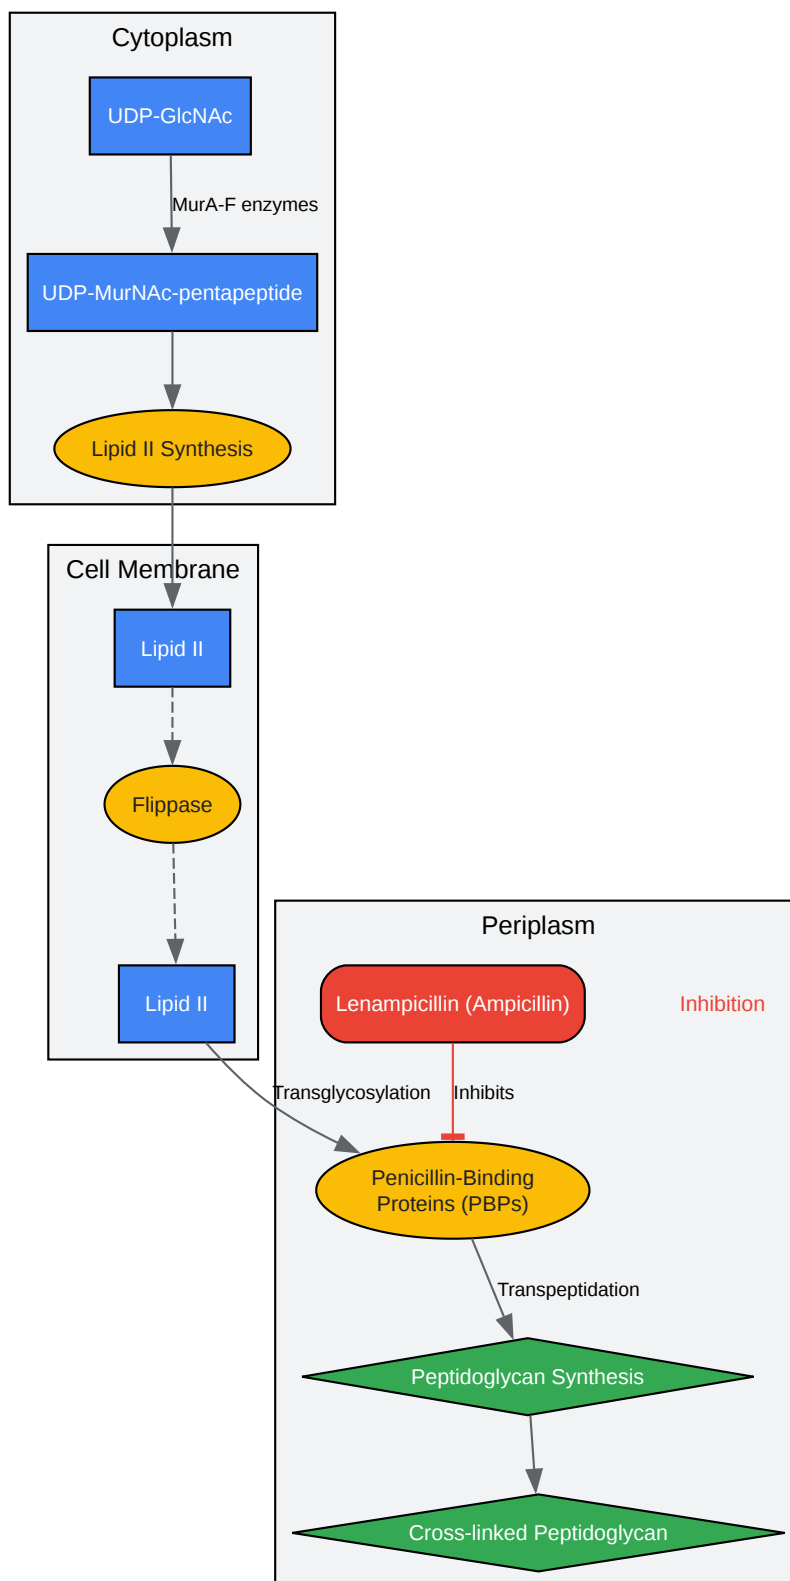 Cytoplasm
UDP-GlcNAc
MurA-F enzymes
UDP-MurNAc-pentapeptide
Lipid II Synthesis
Cell Membrane
Lipid II
Flippase
Lipid II
Periplasm
Lenampicillin (Ampicillin)
Inhibition
Transglycosylation
Inhibits
Penicillin-Binding
Proteins (PBPs)
Transpeptidation
Peptidoglycan Synthesis
Cross-linked Peptidoglycan